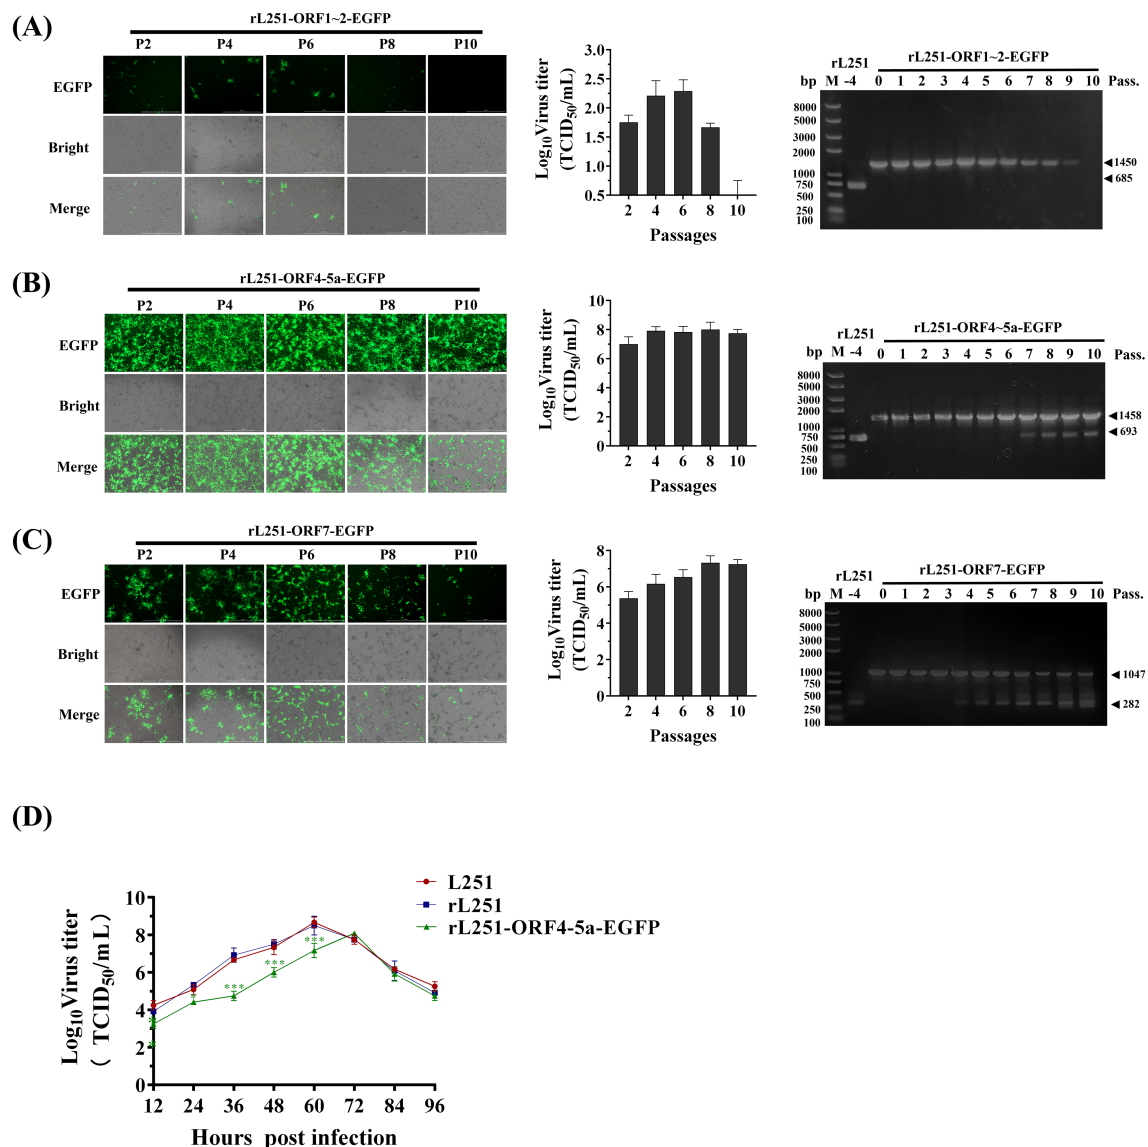 (A)
rL251-ORF1~2-EGFP
P2 P4 P6 P8 P10
EGFP
Bright
Merge
Log10Virus titer
(TCID50/mL)
3.0
2.5
2.0
1.5
1.0
0.5
2 4 6 8 10
Passages
rL251 rL251-ORF1~2-EGFP
bp M -4 0 1 2 3 4 5 6 7 8 9 10 Pass.
8000
5000
3000
2000
1000
750
500
250
100
1450
685
(B)
rL251-ORF4-5a-EGFP
P2 P4 P6 P8 P10
EGFP
Bright
Merge
Log10Virus titer
(TCID50/mL)
10
8
6
4
2
0
2 4 6 8 10
Passages
rL251 rL251-ORF4~5a-EGFP
bp M -4 0 1 2 3 4 5 6 7 8 9 10 Pass.
8000
5000
3000
2000
1000
750
500
250
100
1458
693
(C)
rL251-ORF7-EGFP
P2 P4 P6 P8 P10
EGFP
Bright
Merge
Log10Virus titer
(TCID50/mL)
8
6
4
2
0
2 4 6 8 10
Passages
rL251 rL251-ORF7-EGFP
bp M -4 0 1 2 3 4 5 6 7 8 9 10 Pass.
8000
5000
3000
2000
1000
750
500
250
100
1047
282
(D)
L251
rL251
rL251-ORF4-5a-EGFP
Log10Virus titer
( TCID50/mL)
10
8
6
4
2
0
* * * *** *** ***
12 24 36 48 60 72 84 96
Hours post infection